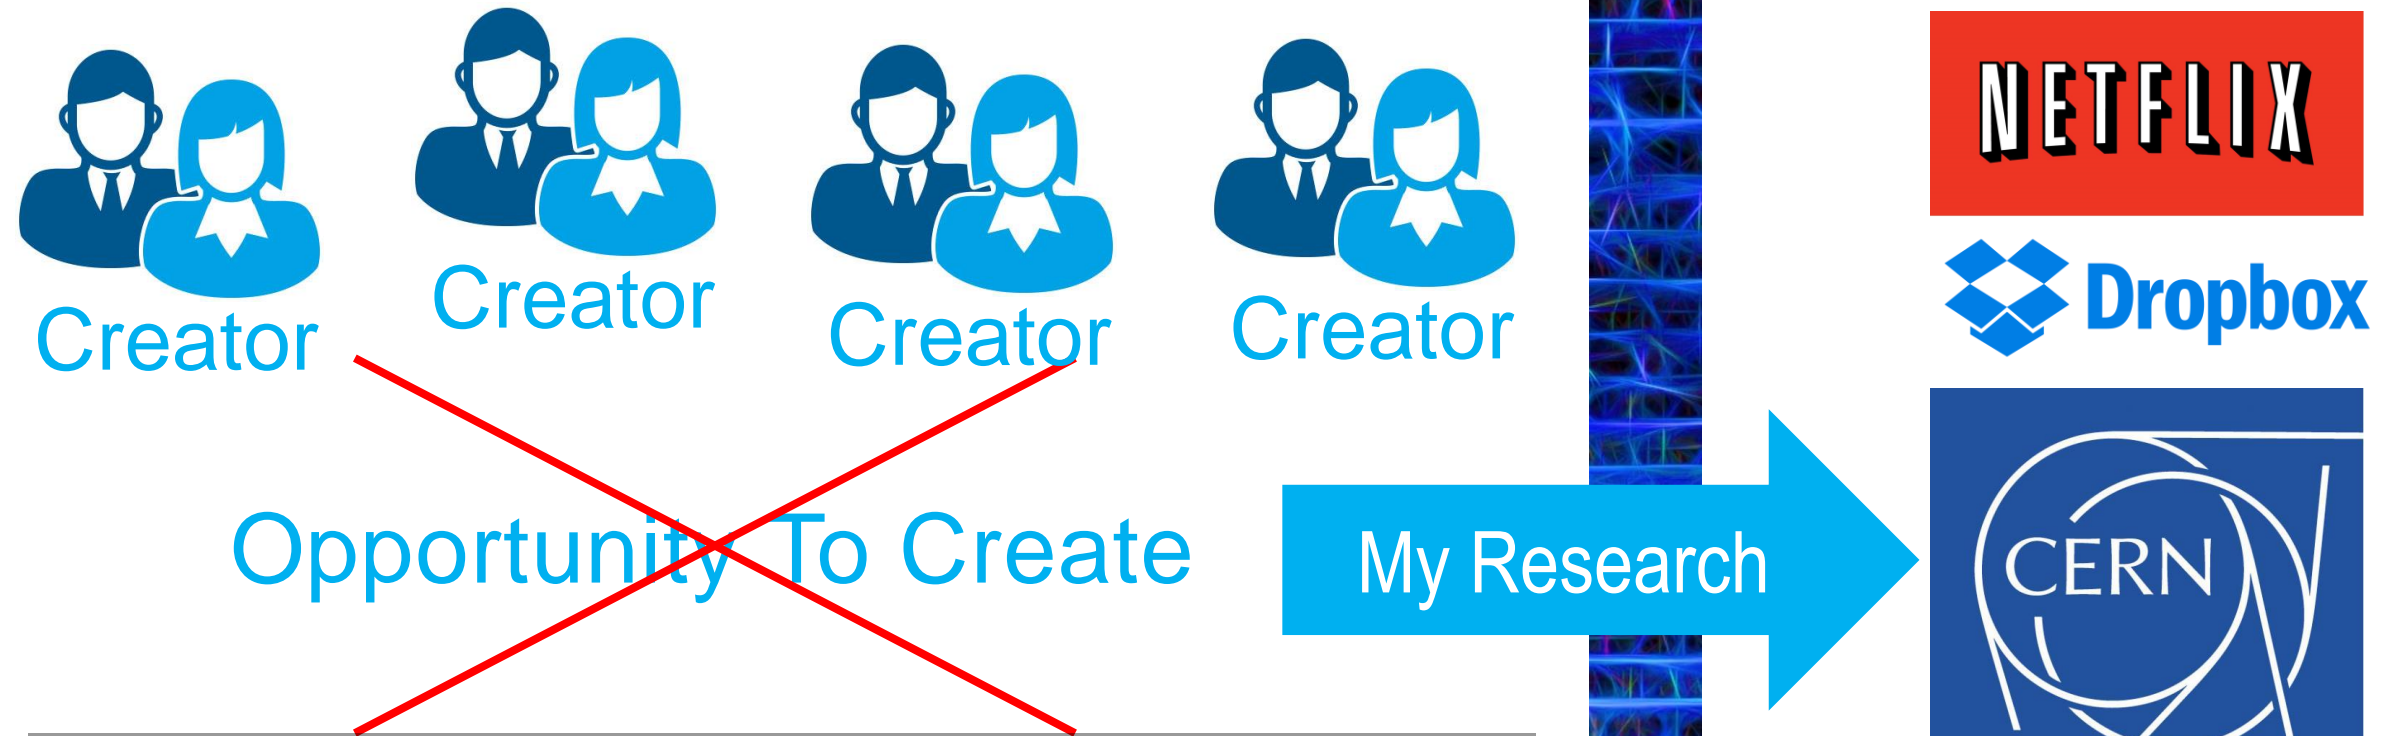 Creator
Creator
Creator
Creator
Opportunity To Create
My Research
NETFLIX
Dropbox
CERN